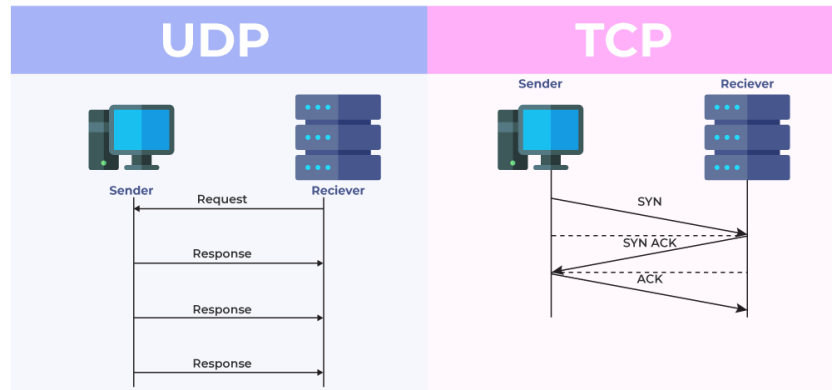 UDP
TCP
Sender
Reciever
Sender
Reciever
Request
Response
Response
Response
SYN
SYN ACK
ACK